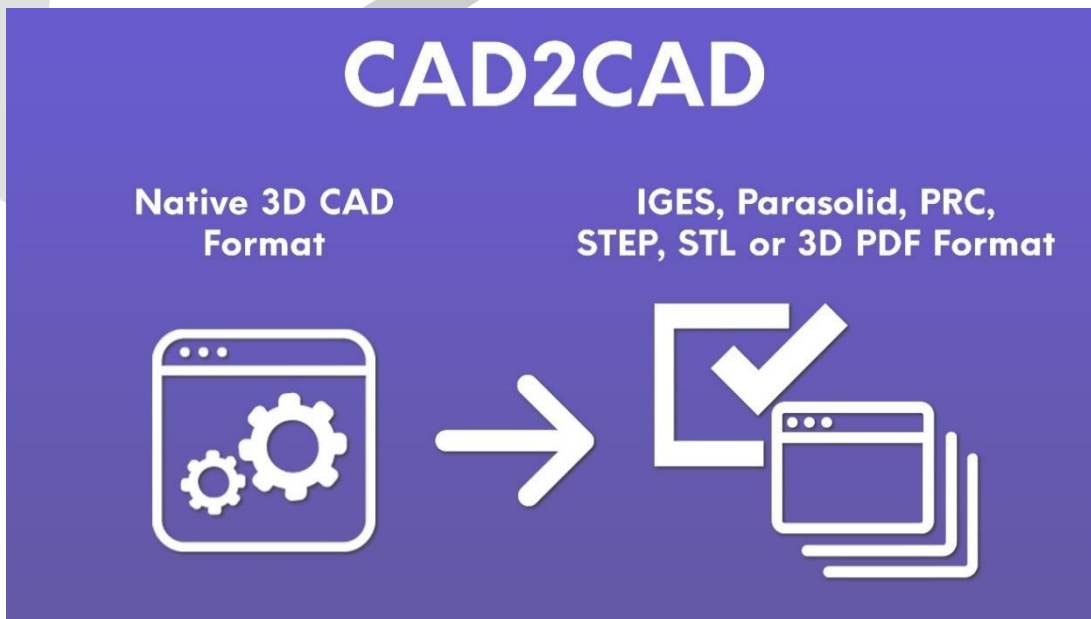 CAD2CAD
Native 3D CAD
Format
IGES, Parasolid, PRC,
STEP, STL or 3D PDF Format